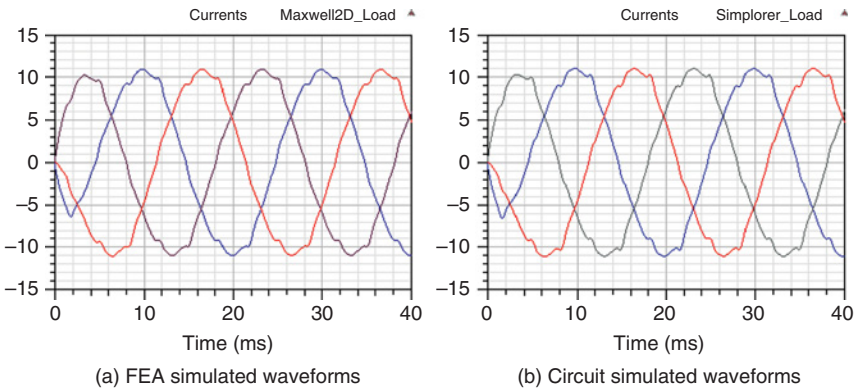 Currents Maxwell2D_Load
15
10
5
0
−5
−10
−15
0 10 20 30 40
Time (ms)
(a) FEA simulated waveforms
Currents Simplorer_Load
15
10
5
0
−5
−10
−15
0 10 20 30 40
Time (ms)
(b) Circuit simulated waveforms